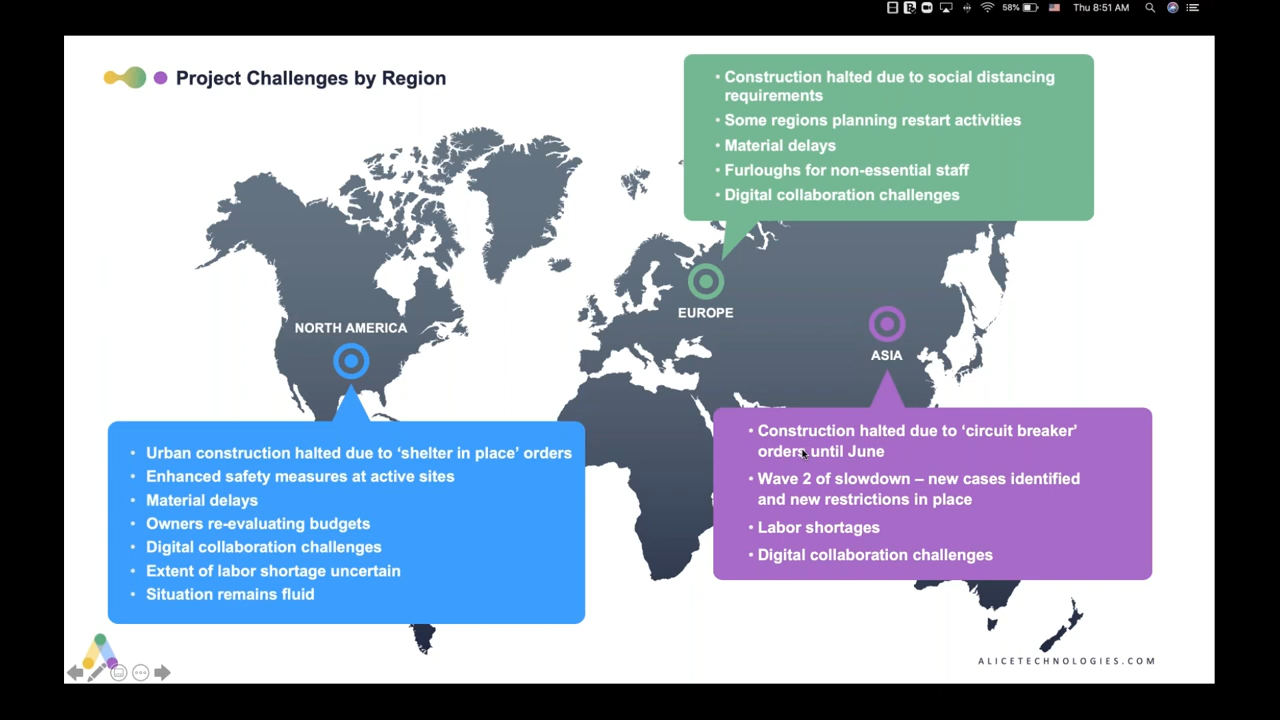 58%
Thu 8:51 AM
Project Challenges by Region
• Construction halted due to social distancing
requirements
• Some regions planning restart activities
• Material delays
• Furloughs for non-essential staff
• Digital collaboration challenges
NORTH AMERICA
EUROPE
ASIA
• Urban construction halted due to ‘shelter in place’ orders
• Enhanced safety measures at active sites
• Material delays
• Owners re-evaluating budgets
• Digital collaboration challenges
• Extent of labor shortage uncertain
• Situation remains fluid
• Construction halted due to ‘circuit breaker’
orders until June
• Wave 2 of slowdown – new cases identified
and new restrictions in place
• Labor shortages
• Digital collaboration challenges
ALICETECHNOLOGIES.COM